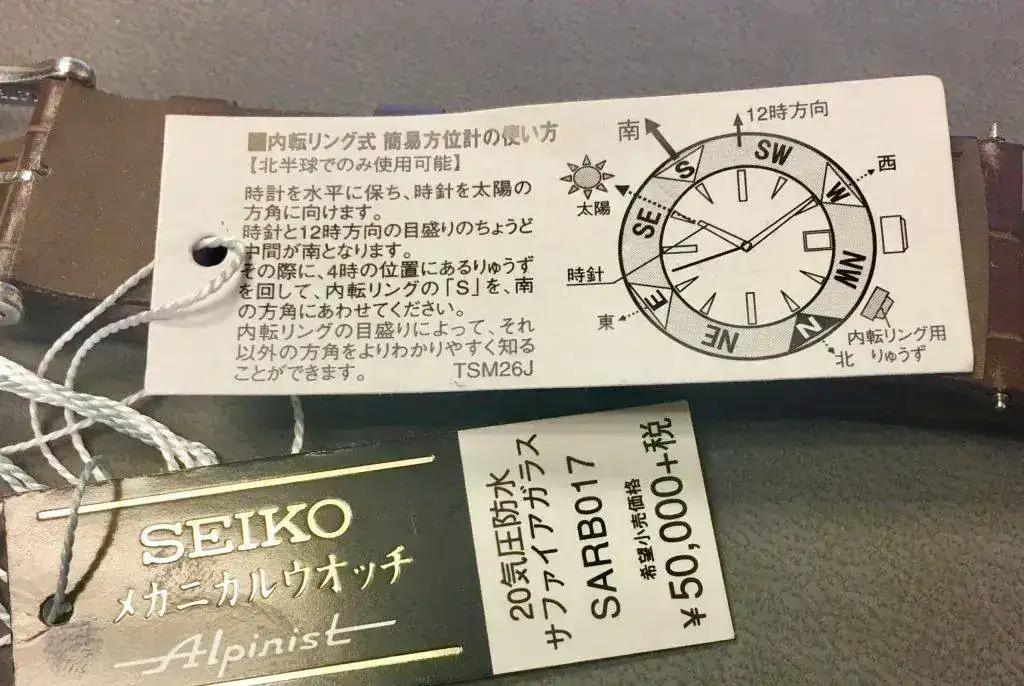 ■内転リング式 簡易方位計の使い方
【北半球でのみ使用可能】
時計を水平に保ち、時針を太陽の
方角に向けます。
時針と12時方向の目盛りのちょうど
中間が南となります。
その際に、4時の位置にあるりゅうず
を回して、内転リングの「S」を、南
の方角にあわせてください。
内転リングの目盛りによって、それ
以外の方角をよりわかりやすく知る
ことができます。
TSM26J
南
12時方向
太陽
西
時針
東
北
内転リング用
りゅうず
S
SW
W
NW
N
NE
E
SE
SEIKO
メカニカルウオッチ
Alpinist
20気圧防水
サファイアガラス
SARB017
希望小売価格
¥50,000+税